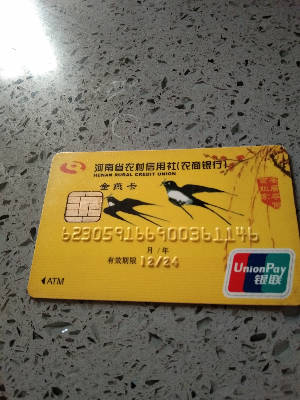 河南省农村信用社(农商银行)
HENAN RURAL CREDIT UNION
金燕卡
623059166900361146
月/年
有效期限 12/24
UnionPay
银联
ATM